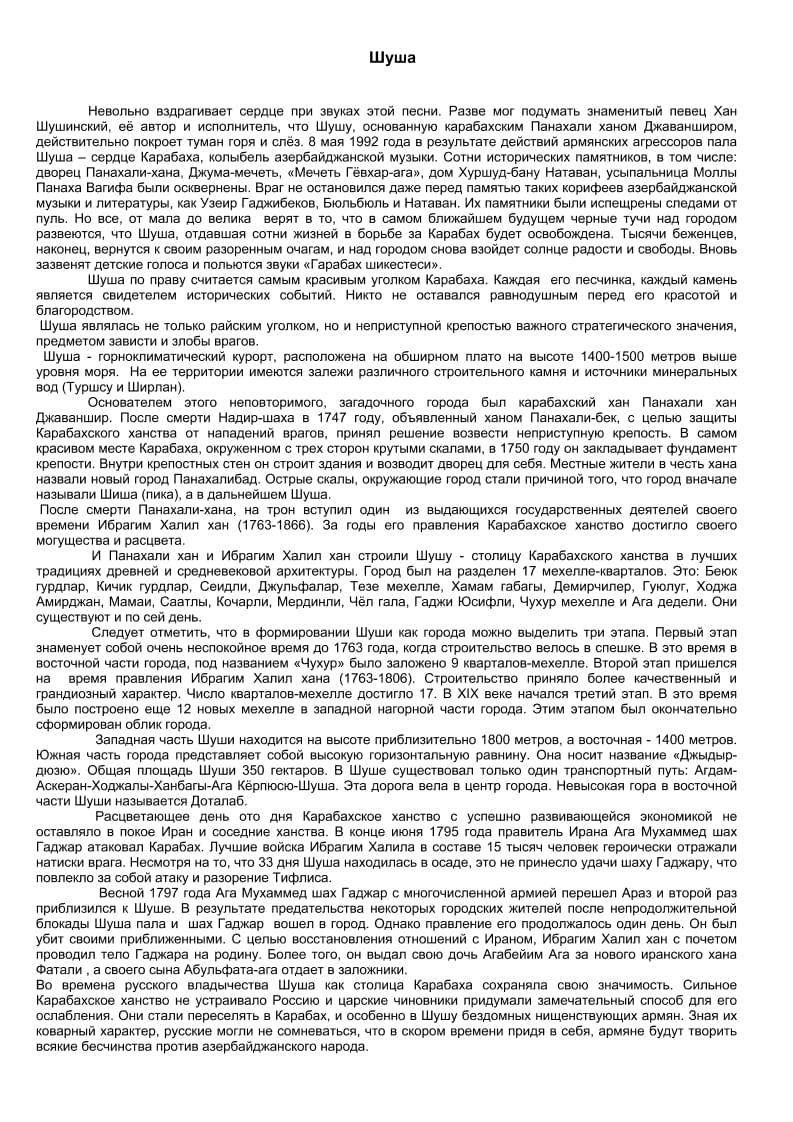 Шуша
Невольно вздрагивает сердце при звуках этой песни. Разве мог подумать знаменитый певец Хан
Шушинский, её автор и исполнитель, что Шушу, основанную карабахским Панахали ханом Джаванширом,
действительно покроет туман горя и слёз. 8 мая 1992 года в результате действий армянских агрессоров пала
Шуша – сердце Карабаха, колыбель азербайджанской музыки. Сотни исторических памятников, в том числе:
дворец Панахали-хана, Джума-мечеть, «Мечеть Гёвхар-ага», дом Хуршуд-бану Натаван, усыпальница Моллы
Панаха Вагифа были осквернены. Враг не остановился даже перед памятью таких корифеев азербайджанской
музыки и литературы, как Узеир Гаджибеков, Бюльбюль и Натаван. Их памятники были испещрены следами от
пуль. Но все, от мала до велика  верят в то, что в самом ближайшем будущем черные тучи над городом
развеются, что Шуша, отдавшая сотни жизней в борьбе за Карабах будет освобождена. Тысячи беженцев,
наконец, вернутся к своим разоренным очагам, и над городом снова взойдет солнце радости и свободы. Вновь
зазвенят детские голоса и польются звуки «Гарабах шикестеси».
Шуша по праву считается самым красивым уголком Карабаха. Каждая  его песчинка, каждый камень
является свидетелем исторических событий. Никто не оставался равнодушным перед его красотой и
благородством.
Шуша являлась не только райским уголком, но и неприступной крепостью важного стратегического значения,
предметом зависти и злобы врагов.
Шуша - горноклиматический курорт, расположена на обширном плато на высоте 1400-1500 метров выше
уровня моря.  На ее территории имеются залежи различного строительного камня и источники минеральных
вод (Туршсу и Ширлан).
Основателем этого неповторимого, загадочного города был карабахский хан Панахали хан
Джаваншир. После смерти Надир-шаха в 1747 году, объявленный ханом Панахали-бек, с целью защиты
Карабахского ханства от нападений врагов, принял решение возвести неприступную крепость. В самом
красивом месте Карабаха, окруженном с трех сторон крутыми скалами, в 1750 году он закладывает фундамент
крепости. Внутри крепостных стен он строит здания и возводит дворец для себя. Местные жители в честь хана
назвали новый город Панахалибад. Острые скалы, окружающие город стали причиной того, что город вначале
называли Шиша (пика), а в дальнейшем Шуша.
После смерти Панахали-хана, на трон вступил один  из выдающихся государственных деятелей своего
времени Ибрагим Халил хан (1763-1866). За годы его правления Карабахское ханство достигло своего
могущества и расцвета.
И Панахали хан и Ибрагим Халил хан строили Шушу - столицу Карабахского ханства в лучших
традициях древней и средневековой архитектуры. Город был на разделен 17 мехелле-кварталов. Это: Беюк
гурдлар, Кичик гурдлар, Сеидли, Джульфалар, Тезе мехелле, Хамам габагы, Демирчилер, Гуюлуг, Ходжа
Амирджан, Мамаи, Саатлы, Кочарли, Мердинли, Чёл гала, Гаджи Юсифли, Чухур мехелле и Ага дедели. Они
существуют и по сей день.
Следует отметить, что в формировании Шуши как города можно выделить три этапа. Первый этап
знаменует собой очень неспокойное время до 1763 года, когда строительство велось в спешке. В это время в
восточной части города, под названием «Чухур» было заложено 9 кварталов-мехелле. Второй этап пришелся
на  время правления Ибрагим Халил хана (1763-1806). Строительство приняло более качественный и
грандиозный характер. Число кварталов-мехелле достигло 17. В XIX веке начался третий этап. В это время
было построено еще 12 новых мехелле в западной нагорной части города. Этим этапом был окончательно
сформирован облик города.
Западная часть Шуши находится на высоте приблизительно 1800 метров, а восточная - 1400 метров.
Южная часть города представляет собой высокую горизонтальную равнину. Она носит название «Джыдыр-
дюзю». Общая площадь Шуши 350 гектаров. В Шуше существовал только один транспортный путь: Агдам-
Аскеран-Ходжалы-Ханбагы-Ага Кёрпюсю-Шуша. Эта дорога вела в центр города. Невысокая гора в восточной
части Шуши называется Доталаб.
Расцветающее день ото дня Карабахское ханство с успешно развивающейся экономикой не
оставляло в покое Иран и соседние ханства. В конце июня 1795 года правитель Ирана Ага Мухаммед шах
Гаджар атаковал Карабах. Лучшие войска Ибрагим Халила в составе 15 тысяч человек героически отражали
натиски врага. Несмотря на то, что 33 дня Шуша находилась в осаде, это не принесло удачи шаху Гаджару, что
повлекло за собой атаку и разорение Тифлиса.
Весной 1797 года Ага Мухаммед шах Гаджар с многочисленной армией перешел Араз и второй раз
приблизился к Шуше. В результате предательства некоторых городских жителей после непродолжительной
блокады Шуша пала и  шах Гаджар  вошел в город. Однако правление его продолжалось один день. Он был
убит своими приближенными. С целью восстановления отношений с Ираном, Ибрагим Халил хан с почетом
проводил тело Гаджара на родину. Более того, он выдал свою дочь Агабейим Ага за нового иранского хана
Фатали , а своего сына Абульфата-ага отдает в заложники.
Во времена русского владычества Шуша как столица Карабаха сохраняла свою значимость. Сильное
Карабахское ханство не устраивало Россию и царские чиновники придумали замечательный способ для его
ослабления. Они стали переселять в Карабах, и особенно в Шушу бездомных нищенствующих армян. Зная их
коварный характер, русские могли не сомневаться, что в скором времени придя в себя, армяне будут творить
всякие бесчинства против азербайджанского народа.